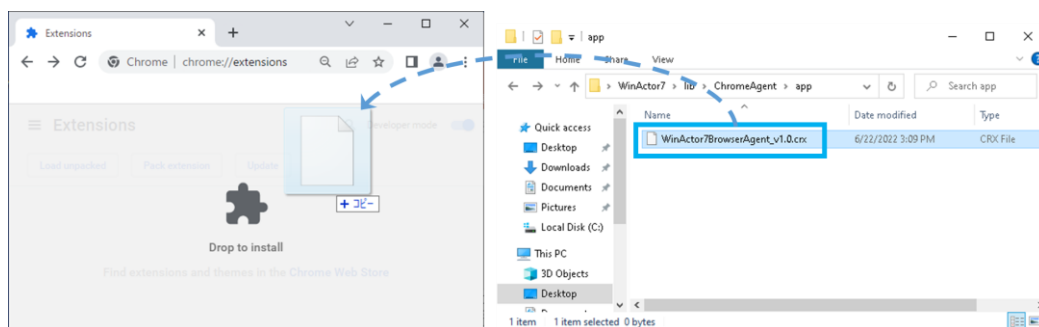 Extensions
Chrome | chrome://extensions
Extensions
Developer mode
Load unpacked
Pack extension
Update
コピー
Drop to install
Find extensions and themes in the Chrome Web Store
app
File
Home
Share
View
WinActor7 > lib > ChromeAgent > app
Search app
Name
Date modified
Type
Quick access
Desktop
Downloads
Documents
Pictures
Local Disk (C:)
This PC
3D Objects
Desktop
WinActor7BrowserAgent_v1.0.crx
6/22/2022 3:09 PM
CRX File
1 item
1 item selected 0 bytes